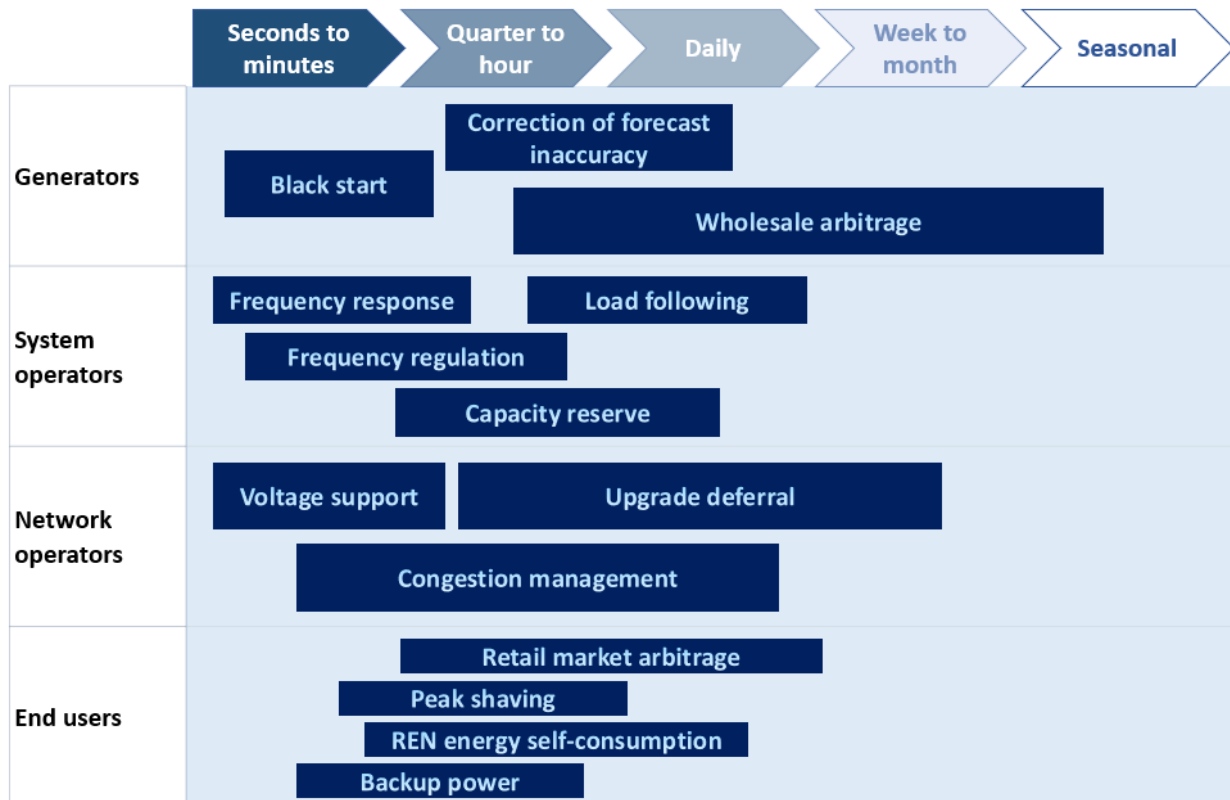 Seconds to
minutes
Quarter to
hour
Daily
Week to
month
Seasonal
Generators
Correction of forecast
inaccuracy
Black start
Wholesale arbitrage
System
operators
Frequency response
Load following
Frequency regulation
Capacity reserve
Network
operators
Voltage support
Upgrade deferral
Congestion management
End users
Retail market arbitrage
Peak shaving
REN energy self-consumption
Backup power